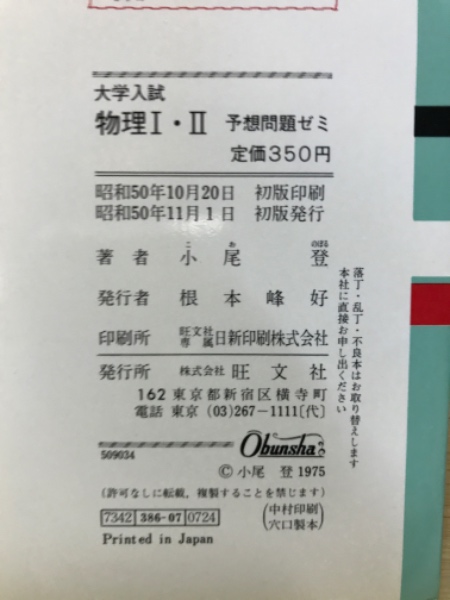 大学入試
物理I・II 予想問題ゼミ
定価350円
昭和50年10月20日 初版印刷
昭和50年11月1日 初版発行
こ お のぼる
著者 小尾 登
発行者 根本峰好
印刷所 旺文社専属 日新印刷株式会社
発行所 株式会社 旺文社
162 東京都新宿区横寺町
電話 東京 (03)267-1111〔代〕
落丁・乱丁・不良本はお取り替えします
本社に直接お申し出ください
509034
Obunsha
© 小尾 登 1975
(許可なしに転載,複製することを禁じます)
7342 386-07 0724
(中村印刷
穴口製本)
Printed in Japan